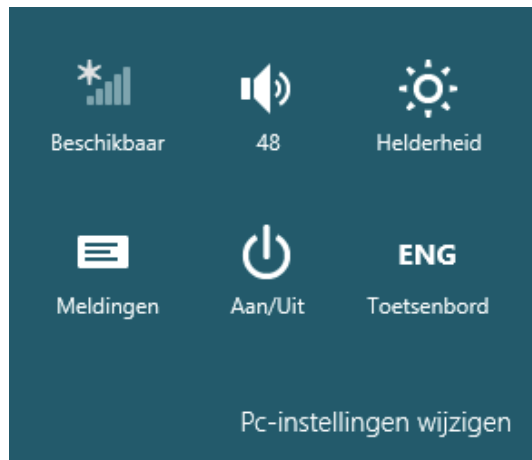 Beschikbaar
48
Helderheid
Meldingen
Aan/Uit
ENG
Toetsenbord
Pc-instellingen wijzigen